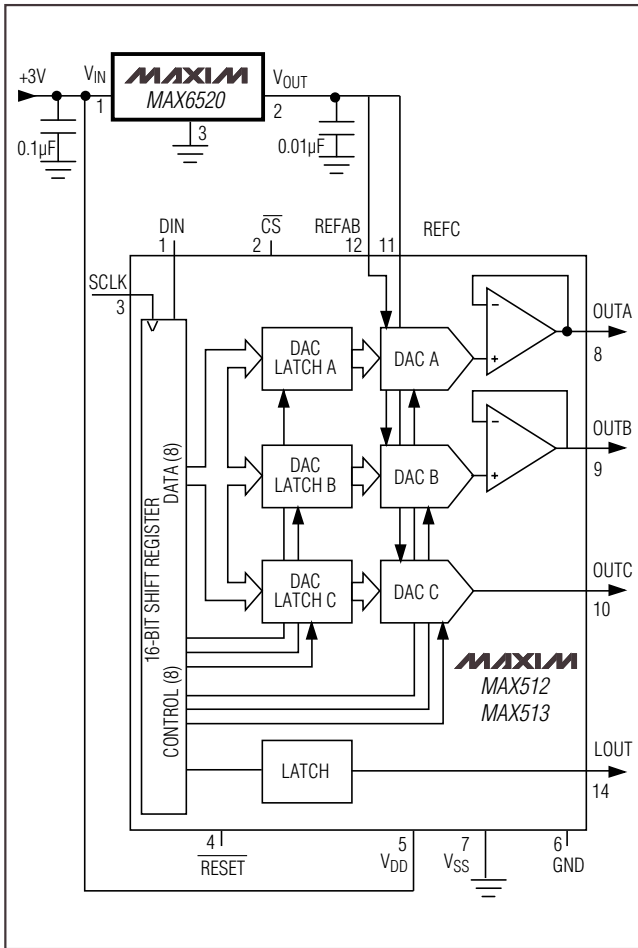 +3V
VIN
1
MAXIM
MAX6520
VOUT
2
3
0.1µF
0.01µF
DIN
1
CS
2
REFAB
12
11
REFC
SCLK
3
16-BIT SHIFT REGISTER
DATA (8)
CONTROL (8)
DAC
LATCH A
DAC A
-
+
OUTA
8
DAC
LATCH B
DAC B
-
+
OUTB
9
DAC
LATCH C
DAC C
OUTC
10
MAXIM
MAX512
MAX513
LATCH
LOUT
14
4
RESET
5
VDD
7
VSS
6
GND